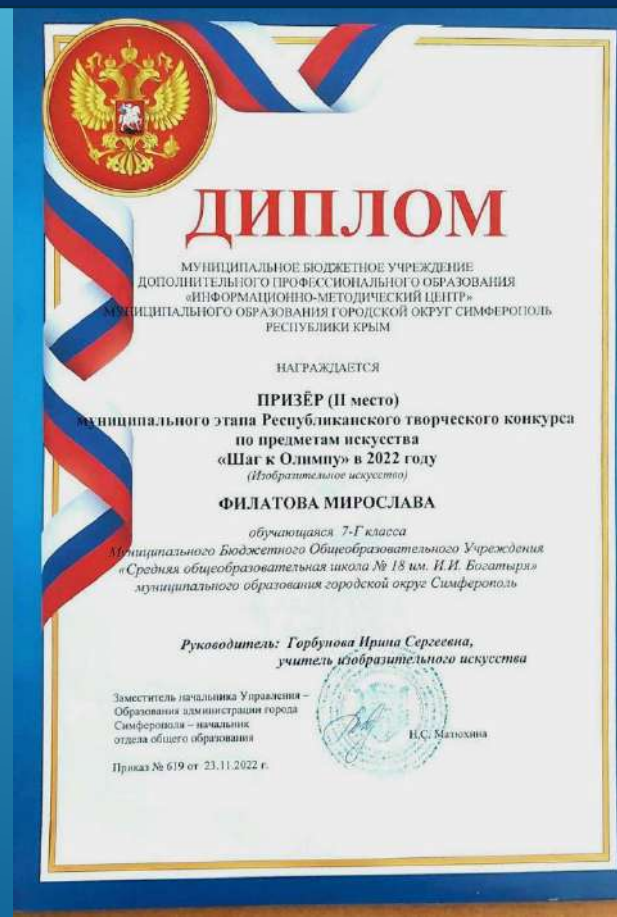 ДИПЛОМ
МУНИЦИПАЛЬНОЕ БЮДЖЕТНОЕ УЧРЕЖДЕНИЕ
ДОПОЛНИТЕЛЬНОГО ПРОФЕССИОНАЛЬНОГО ОБРАЗОВАНИЯ
«ИНФОРМАЦИОННО-МЕТОДИЧЕСКИЙ ЦЕНТР»
МУНИЦИПАЛЬНОГО ОБРАЗОВАНИЯ ГОРОДСКОЙ ОКРУГ СИМФЕРОПОЛЬ
РЕСПУБЛИКИ КРЫМ
НАГРАЖДАЕТСЯ
ПРИЗЁР (II место)
муниципального этапа Республиканского творческого конкурса
по предметам искусства
«Шаг к Олимпу» в 2022 году
(Изобразительное искусство)
ФИЛАТОВА МИРОСЛАВА
обучающаяся 7-Г класса
Муниципального Бюджетного Общеобразовательного Учреждения
«Средняя общеобразовательная школа № 18 им. И.И. Богатыря»
муниципального образования городской округ Симферополь
Руководитель: Горбунова Ирина Сергеевна,
учитель изобразительного искусства
Заместитель начальника Управления –
Образования администрации города
Симферополя – начальник
отдела общего образования
Н.С. Матюхина
Приказ № 619 от 23.11.2022 г.